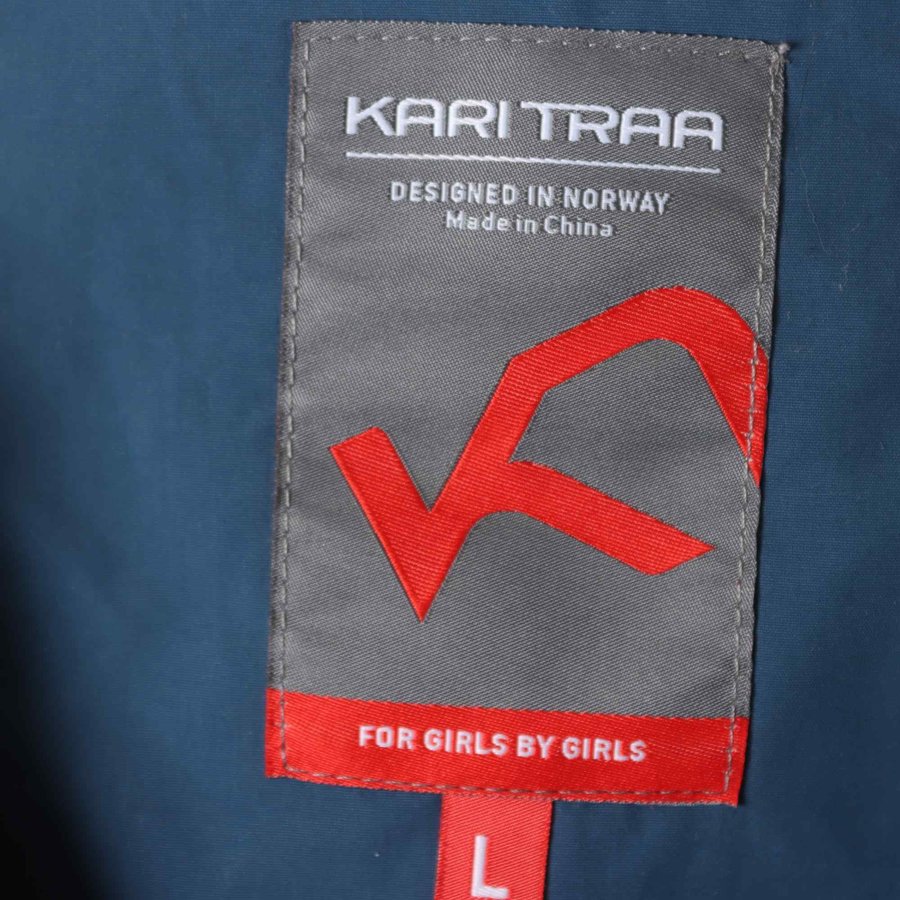 KARI TRAA
DESIGNED IN NORWAY
Made in China
FOR GIRLS BY GIRLS
L